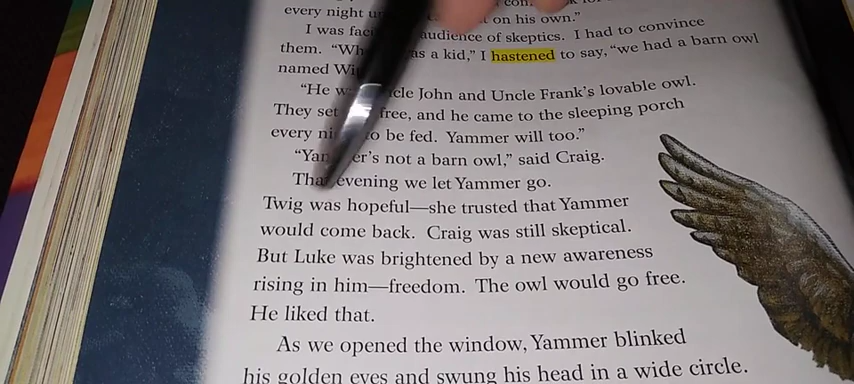 every night on his own.”
I was audience of skeptics. I had to convince
them. as a kid,” I hastened to say, “we had a barn owl
named
“He John and Uncle Frank’s lovable owl.
They set free, and he came to the sleeping porch
every to be fed. Yammer will too.”
not a barn owl,” said Craig.
evening we let Yammer go.
Twig was hopeful—she trusted that Yammer
would come back. Craig was still skeptical.
But Luke was brightened by a new awareness
rising in him—freedom. The owl would go free.
He liked that.
As we opened the window, Yammer blinked
his golden eyes and swung his head in a wide circle.